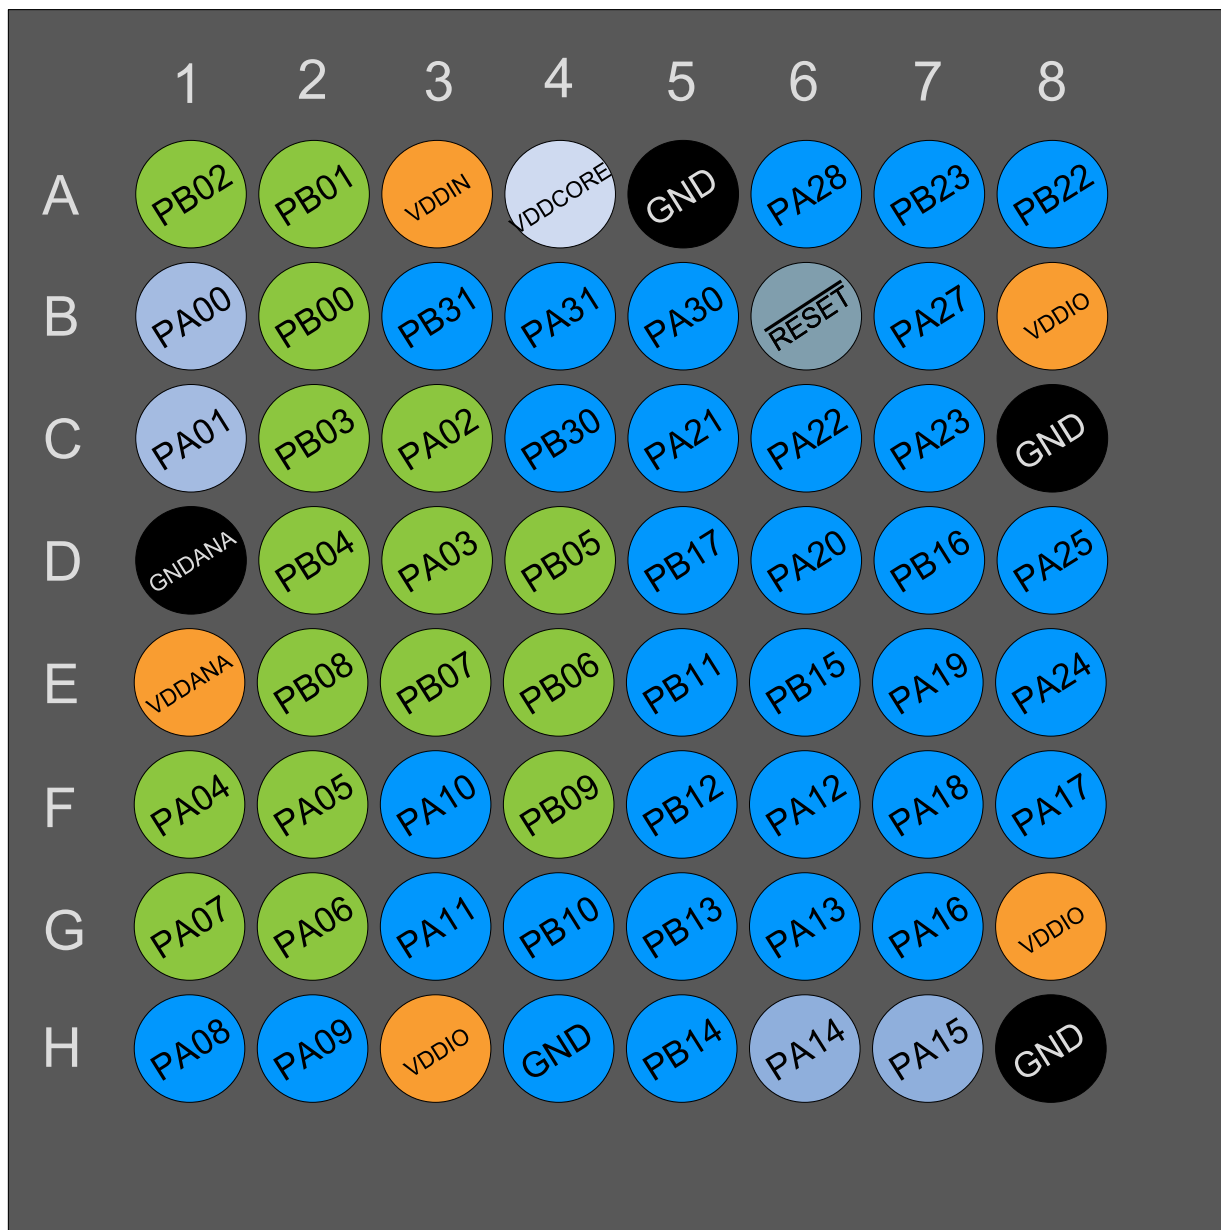 1 2 3 4 5 6 7 8
A PB02 PB01 VDDIN VDDCORE GND PA28 PB23 PB22
B PA00 PB00 PB31 PA31 PA30 RESET PA27 VDDIO
C PA01 PB03 PA02 PB30 PA21 PA22 PA23 GND
D GNDANA PB04 PA03 PB05 PB17 PA20 PB16 PA25
E VDDANA PB08 PB07 PB06 PB11 PB15 PA19 PA24
F PA04 PA05 PA10 PB09 PB12 PA12 PA18 PA17
G PA07 PA06 PA11 PB10 PB13 PA13 PA16 VDDIO
H PA08 PA09 VDDIO GND PB14 PA14 PA15 GND